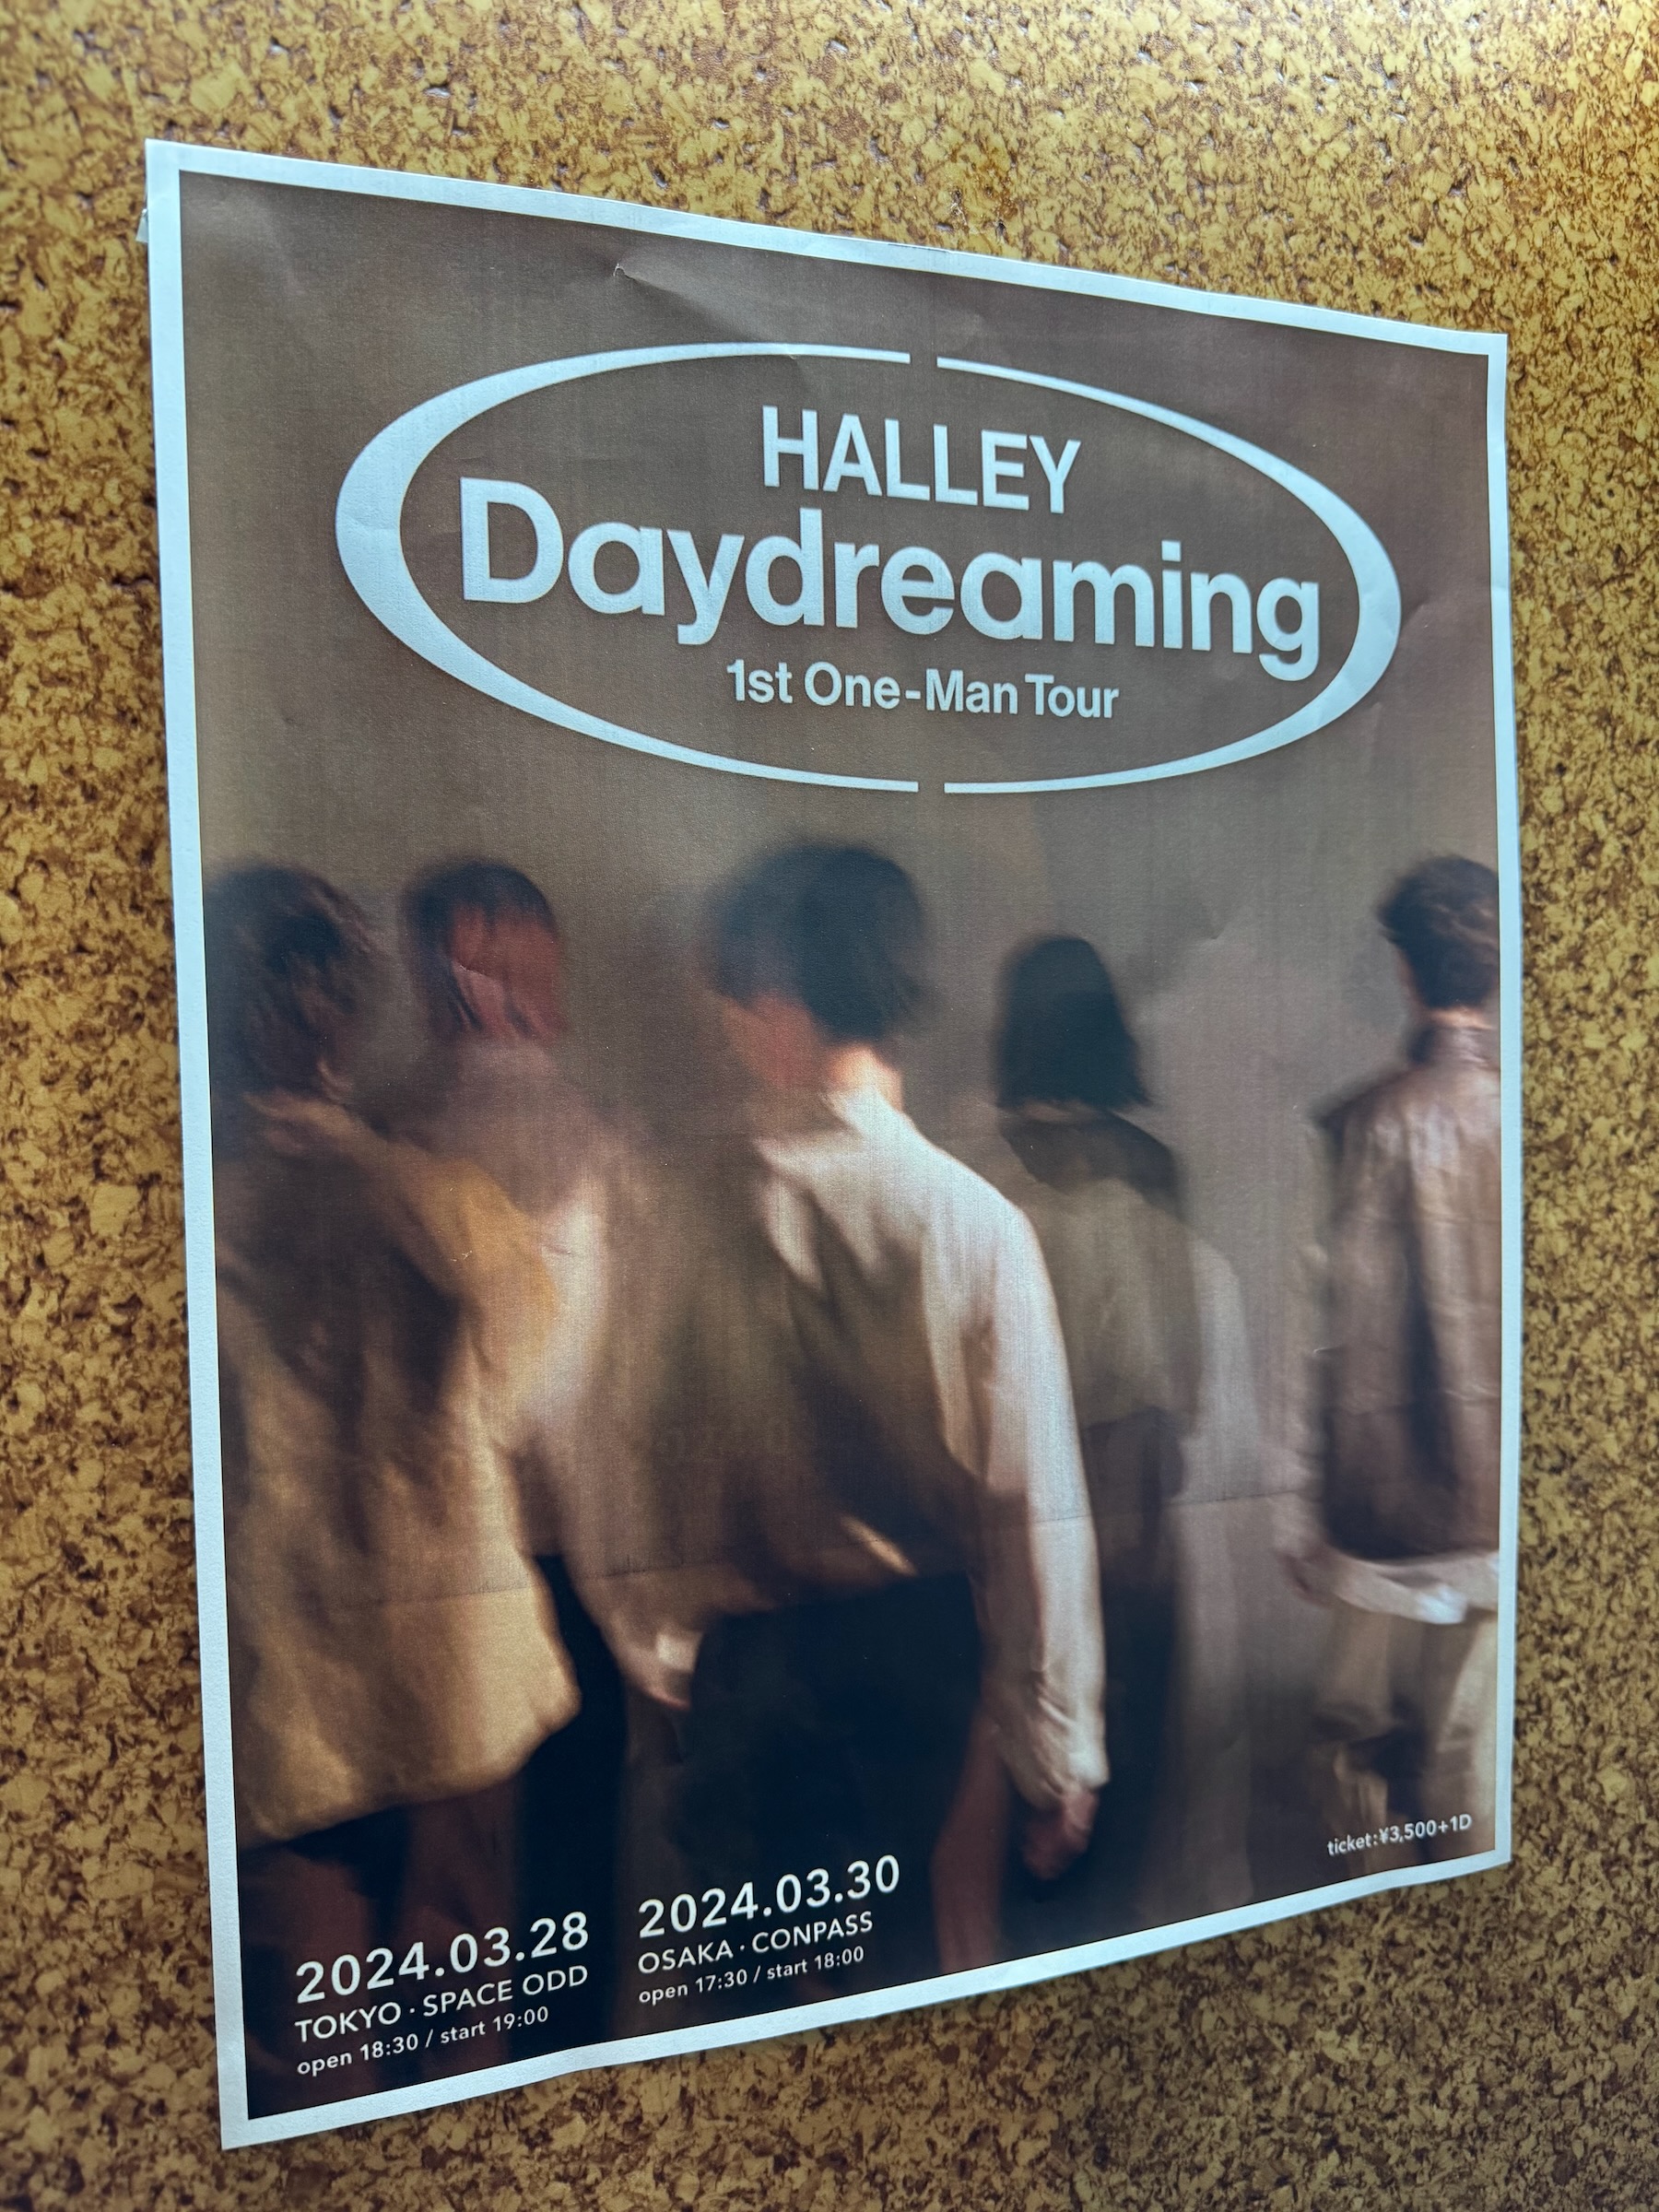 HALLEY
Daydreaming
1st One-Man Tour
2024.03.28
TOKYO · SPACE ODD
open 18:30 / start 19:00
2024.03.30
OSAKA · CONPASS
open 17:30 / start 18:00
ticket:¥3,500+1D